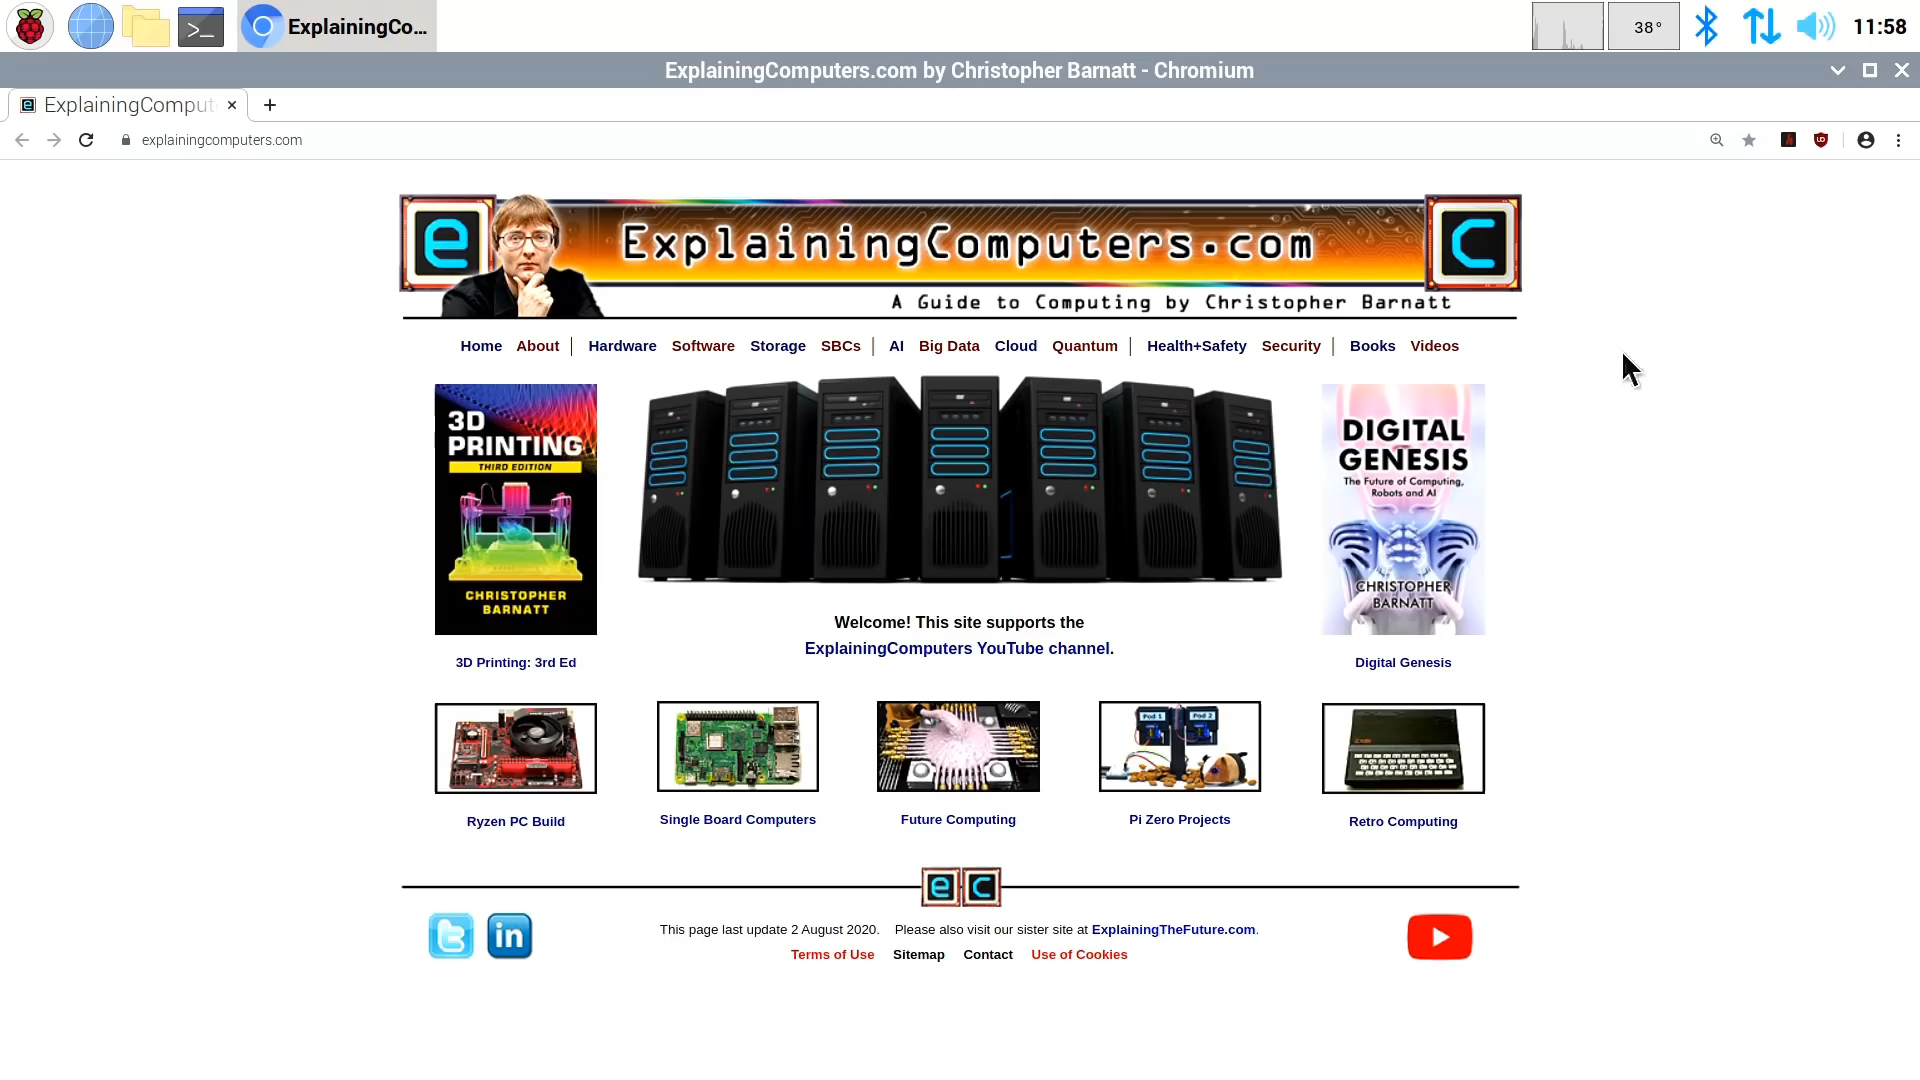 ExplainingCo...
38°
11:58
ExplainingComputers.com by Christopher Barnatt - Chromium
ExplainingComput
explainingcomputers.com
e
ExplainingComputers.com
C
A Guide to Computing by Christopher Barnatt
Home About | Hardware Software Storage SBCs | AI Big Data Cloud Quantum | Health+Safety Security | Books Videos
3D
PRINTING
THIRD EDITION
CHRISTOPHER
BARNATT
DIGITAL
GENESIS
The Future of Computing,
Robots and AI
CHRISTOPHER
BARNATT
Welcome! This site supports the
ExplainingComputers YouTube channel.
3D Printing: 3rd Ed
Digital Genesis
Pod 1 Pod 2
Ryzen PC Build
Single Board Computers
Future Computing
Pi Zero Projects
Retro Computing
e C
in
This page last update 2 August 2020. Please also visit our sister site at ExplainingTheFuture.com.
Terms of Use Sitemap Contact Use of Cookies